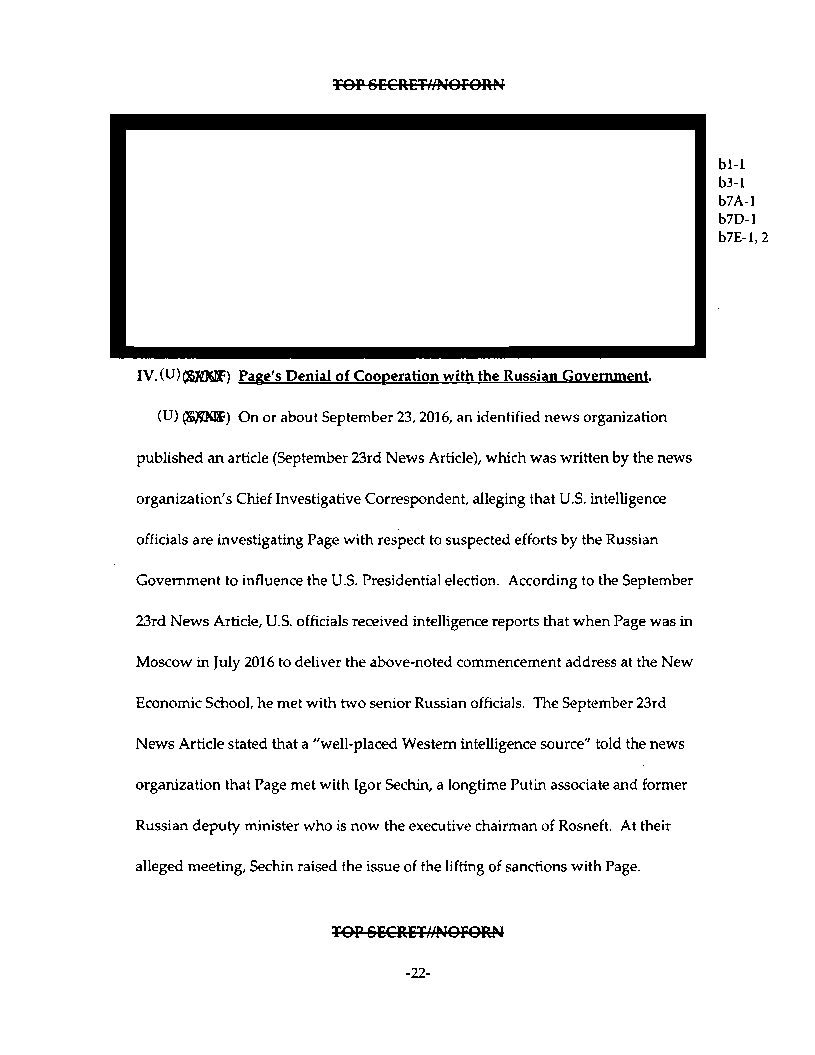 TOP SECRET//NOFORN
b1-1
b3-1
b7A-1
b7D-1
b7E-1, 2
IV. (U) (S//NF) Page's Denial of Cooperation with the Russian Government.
(U) (S//NF) On or about September 23, 2016, an identified news organization
published an article (September 23rd News Article), which was written by the news
organization's Chief Investigative Correspondent, alleging that U.S. intelligence
officials are investigating Page with respect to suspected efforts by the Russian
Government to influence the U.S. Presidential election. According to the September
23rd News Article, U.S. officials received intelligence reports that when Page was in
Moscow in July 2016 to deliver the above-noted commencement address at the New
Economic School, he met with two senior Russian officials. The September 23rd
News Article stated that a "well-placed Western intelligence source" told the news
organization that Page met with Igor Sechin, a longtime Putin associate and former
Russian deputy minister who is now the executive chairman of Rosneft. At their
alleged meeting, Sechin raised the issue of the lifting of sanctions with Page.
TOP SECRET//NOFORN
-22-